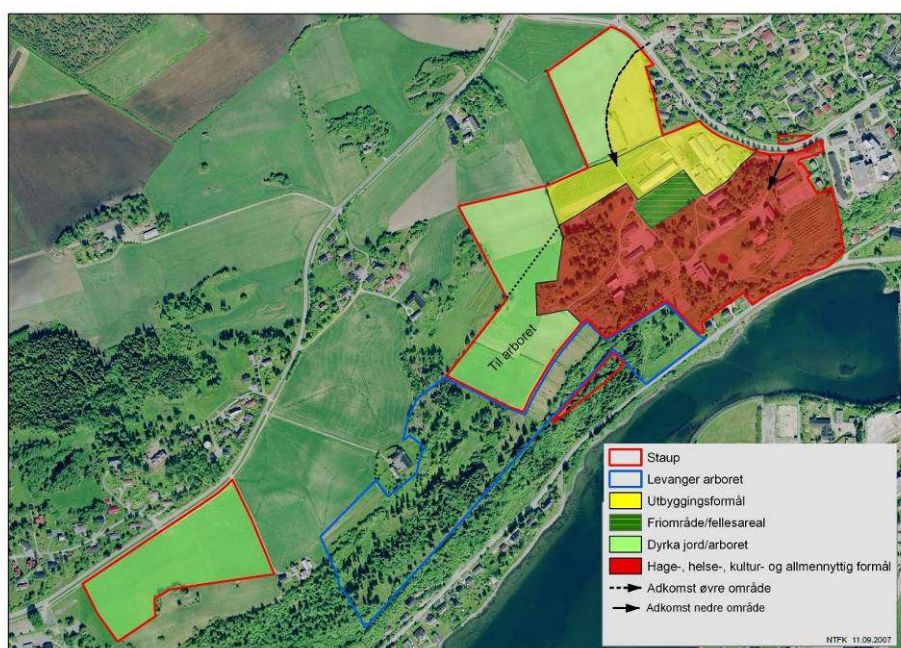 Til arboret
Staup
Levanger arboret
Utbyggingsformål
Friområde/fellesareal
Dyrka jord/arboret
Hage-, helse-, kultur- og allmennyttig formål
Adkomst øvre område
Adkomst nedre område
NTFK 11.09.2007